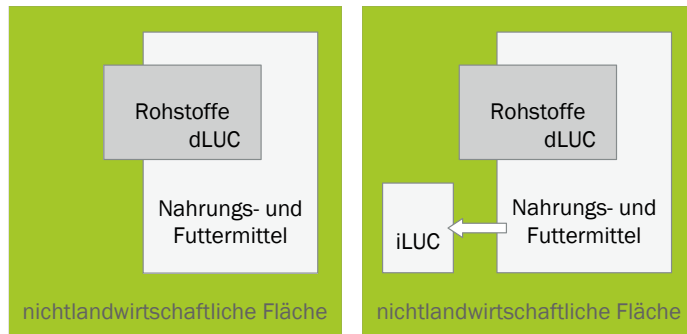 Rohstoffe
dLUC
Nahrungs- und
Futtermittel
nichtlandwirtschaftliche Fläche
Rohstoffe
dLUC
iLUC
Nahrungs- und
Futtermittel
nichtlandwirtschaftliche Fläche